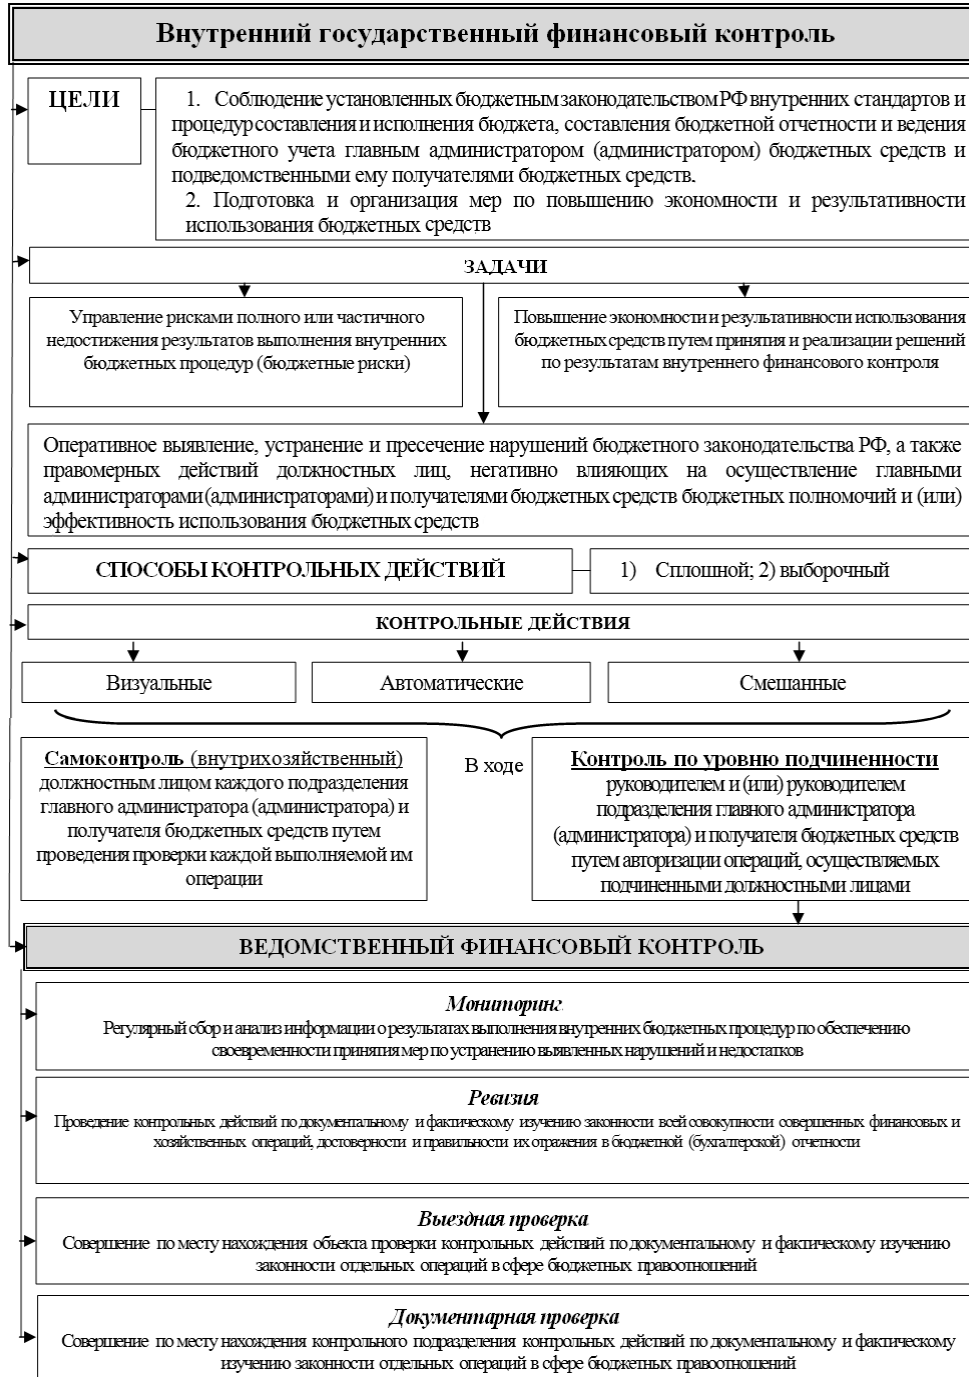 Внутренний государственный финансовый контроль
ЦЕЛИ
1. Соблюдение установленных бюджетным законодательством РФ внутренних стандартов и
процедур составления и исполнения бюджета, составления бюджетной отчетности и ведения
бюджетного учета главным администратором (администратором) бюджетных средств и
подведомственными ему получателями бюджетных средств.
2. Подготовка и организация мер по повышению экономности и результативности
использования бюджетных средств
ЗАДАЧИ
Управление рисками полного или частичного
недостижения результатов выполнения внутренних
бюджетных процедур (бюджетные риски)
Повышение экономности и результативности использования
бюджетных средств путем принятия и реализации решений
по результатам внутреннего финансового контроля
Оперативное выявление, устранение и пресечение нарушений бюджетного законодательства РФ, а также
правомерных действий должностных лиц, негативно влияющих на осуществление главными
администраторами (администраторами) и получателями бюджетных средств бюджетных полномочий и (или)
эффективность использования бюджетных средств
СПОСОБЫ КОНТРОЛЬНЫХ ДЕЙСТВИЙ
1) Сплошной; 2) выборочный
КОНТРОЛЬНЫЕ ДЕЙСТВИЯ
Визуальные
Автоматические
Смешанные
Самоконтроль (внутрихозяйственный)
должностным лицом каждого подразделения
главного администратора (администратора) и
получателя бюджетных средств путем
проведения проверки каждой выполняемой им
операции
В ходе
Контроль по уровню подчиненности
руководителем и (или) руководителем
подразделения главного администратора
(администратора) и получателя бюджетных средств
путем авторизации операций, осуществляемых
подчиненными должностными лицами
ВЕДОМСТВЕННЫЙ ФИНАНСОВЫЙ КОНТРОЛЬ
Мониторинг.
Регулярный сбор и анализ информации о результатах выполнения внутренних бюджетных процедур по обеспечению
своевременности принятия мер по устранению выявленных нарушений и недостатков
Ревизия
Проведение контрольных действий по документальному и фактическому изучению законности всей совокупности совершенных финансовых и
хозяйственных операций, достоверности и правильности их отражения в бюджетной (бухгалтерской) отчетности
Выездная проверка
Совершение по месту нахождения объекта проверки контрольных действий по документальному и фактическому изучению
законности отдельных операций в сфере бюджетных правоотношений
Документарная проверка
Совершение по месту нахождения контрольного подразделения контрольных действий по документальному и фактическому
изучению законности отдельных операций в сфере бюджетных правоотношений